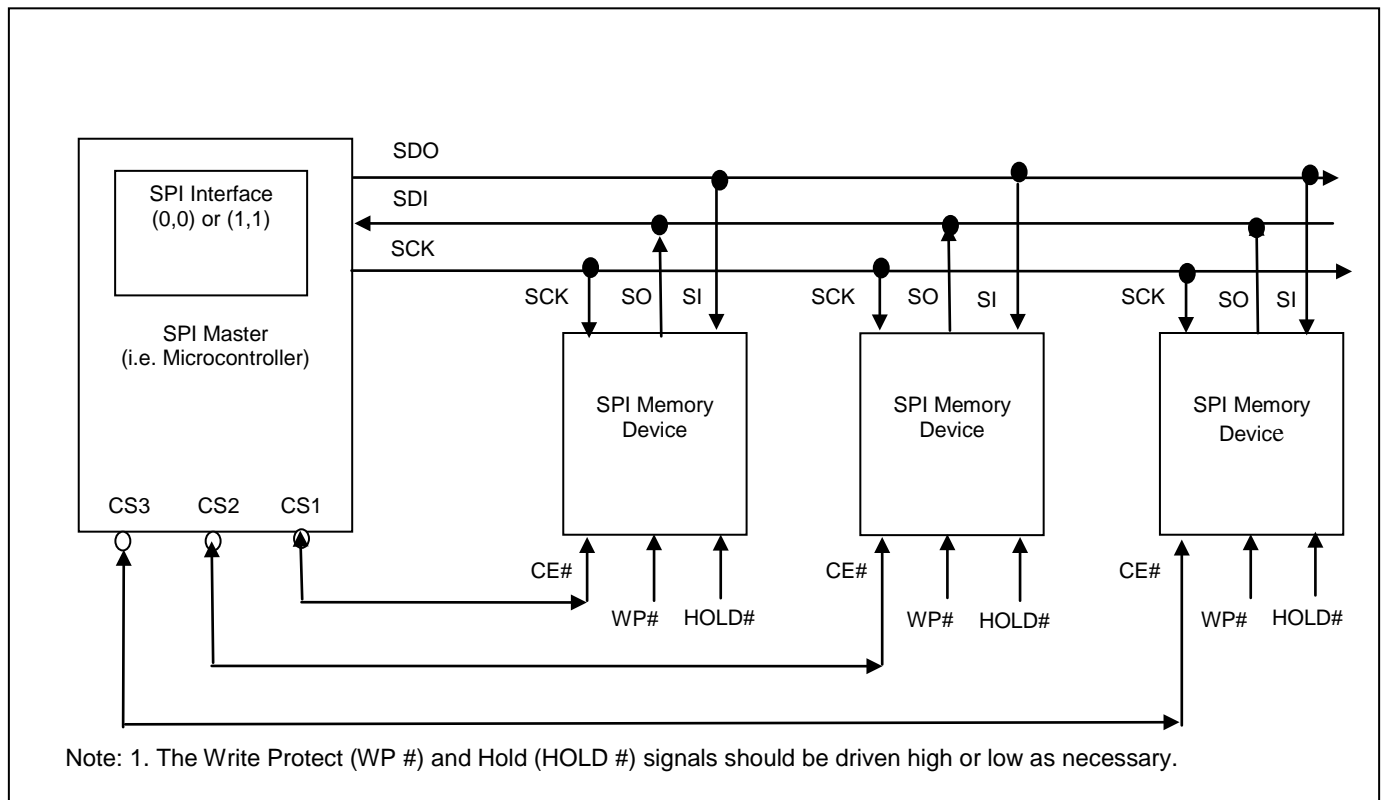 SDO
SPI Interface
(0,0) or (1,1)
SDI
SCK
SCK SO SI
SCK SO SI
SCK SO SI
SPI Master
(i.e. Microcontroller)
SPI Memory
Device
SPI Memory
Device
SPI Memory
Device
CS3 CS2 CS1
CE#
CE#
CE#
WP# HOLD#
WP# HOLD#
WP# HOLD#
Note: 1. The Write Protect (WP #) and Hold (HOLD #) signals should be driven high or low as necessary.